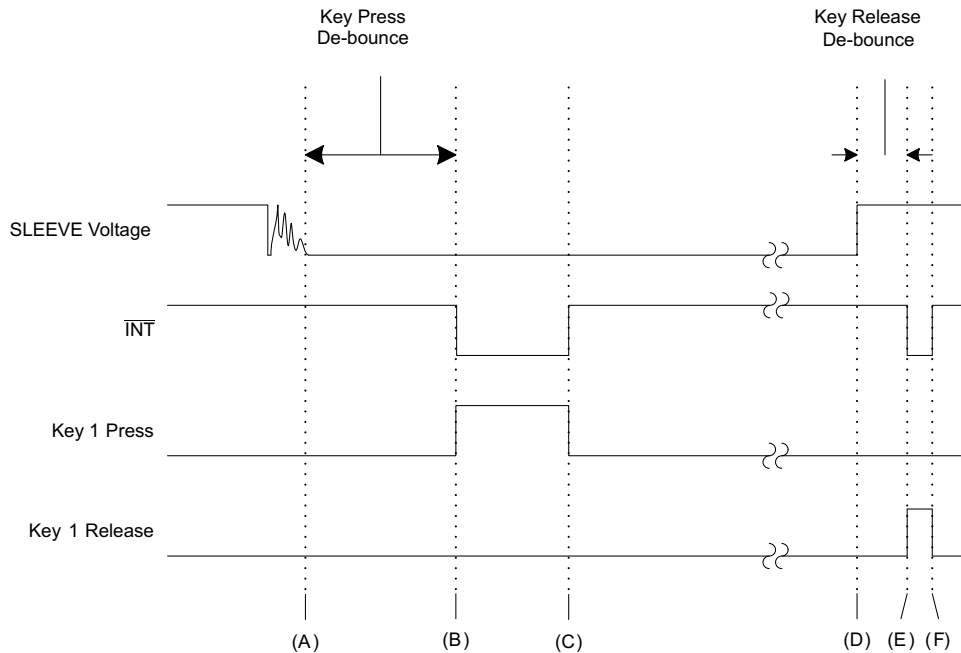 Key Press
De-bounce
Key Release
De-bounce
SLEEVE Voltage
INT
Key 1 Press
Key 1 Release
(A)
(B)
(C)
(D)
(E)
(F)